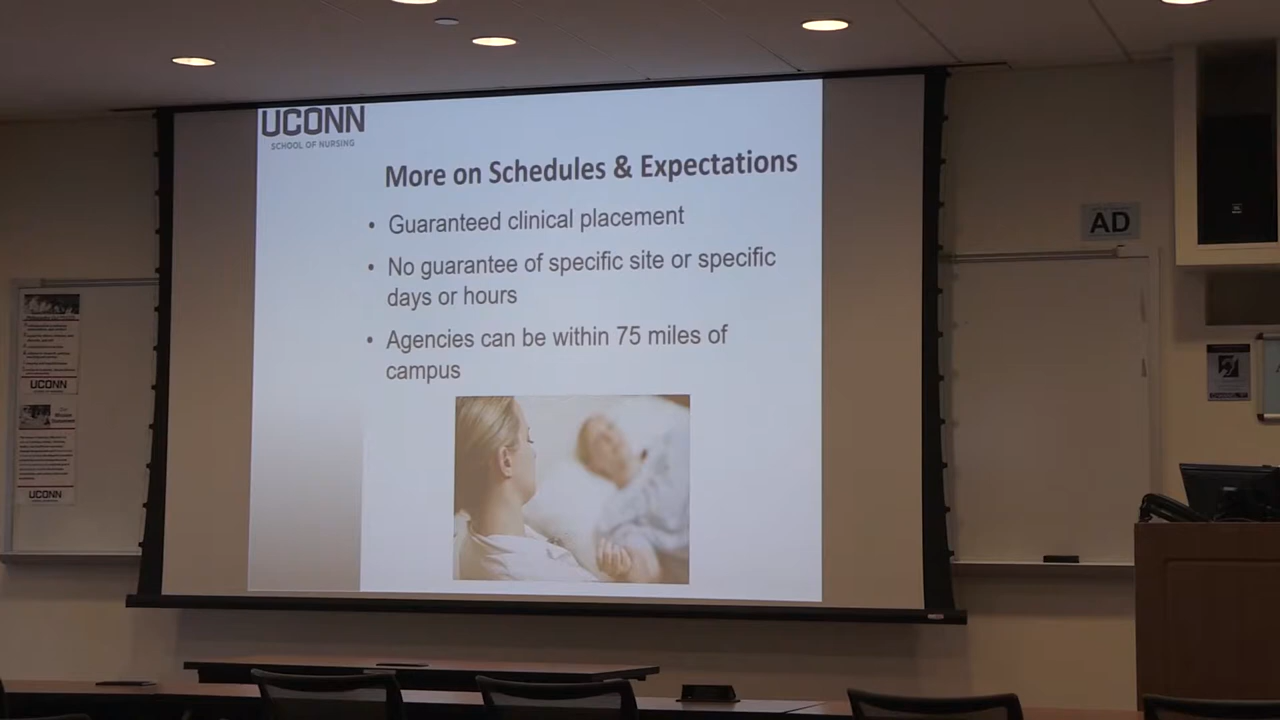 UCONN
SCHOOL OF NURSING
More on Schedules & Expectations
• Guaranteed clinical placement
• No guarantee of specific site or specific
days or hours
• Agencies can be within 75 miles of
campus
AD
UCONN
UCONN